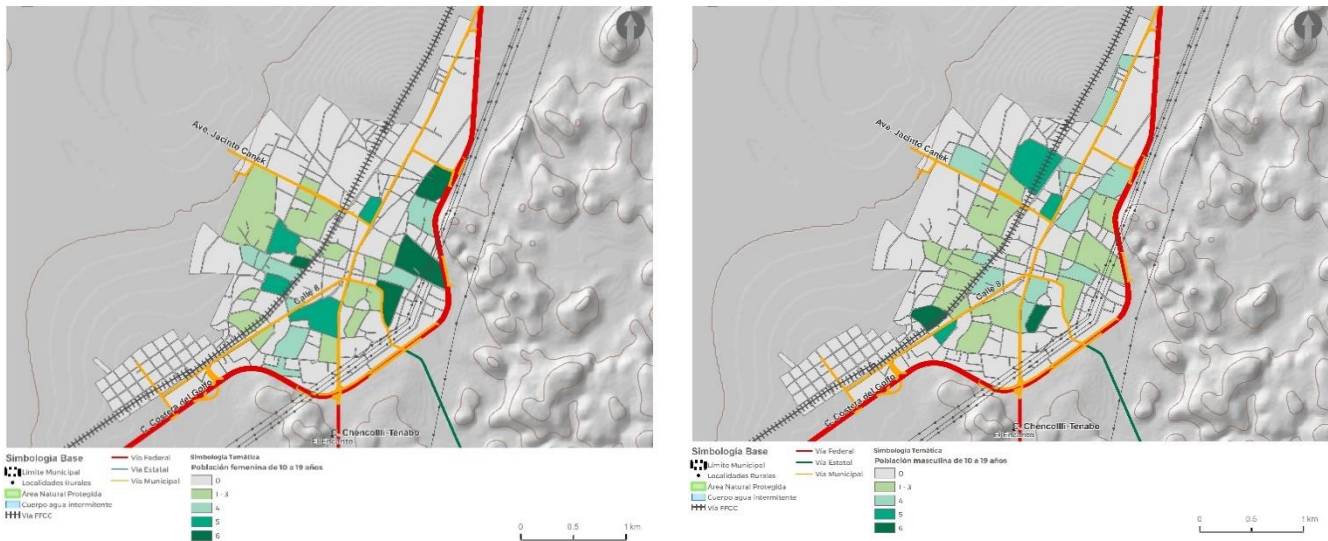 Ave. Jacinto Canek
Calle 8
C. Costera del Golfo
Chencollli-Tenabo
El Encanto
Simbología Base
Límite Municipal
Localidades Rurales
Área Natural Protegida
Cuerpo agua intermitente
Vía FFCC
Vía Federal
Vía Estatal
Vía Municipal
Simbología Temática
Población femenina de 10 a 19 años
0
1 - 3
4
5
6
0 0.5 1 km
Ave. Jacinto Canek
Calle 8
C. Costera del Golfo
Chencollli-Tenabo
El Encanto
Simbología Base
Límite Municipal
Localidades Rurales
Área Natural Protegida
Cuerpo agua intermitente
Vía FFCC
Vía Federal
Vía Estatal
Vía Municipal
Simbología Temática
Población masculina de 10 a 19 años
0
1 - 3
4
5
6
0 0.5 1 km